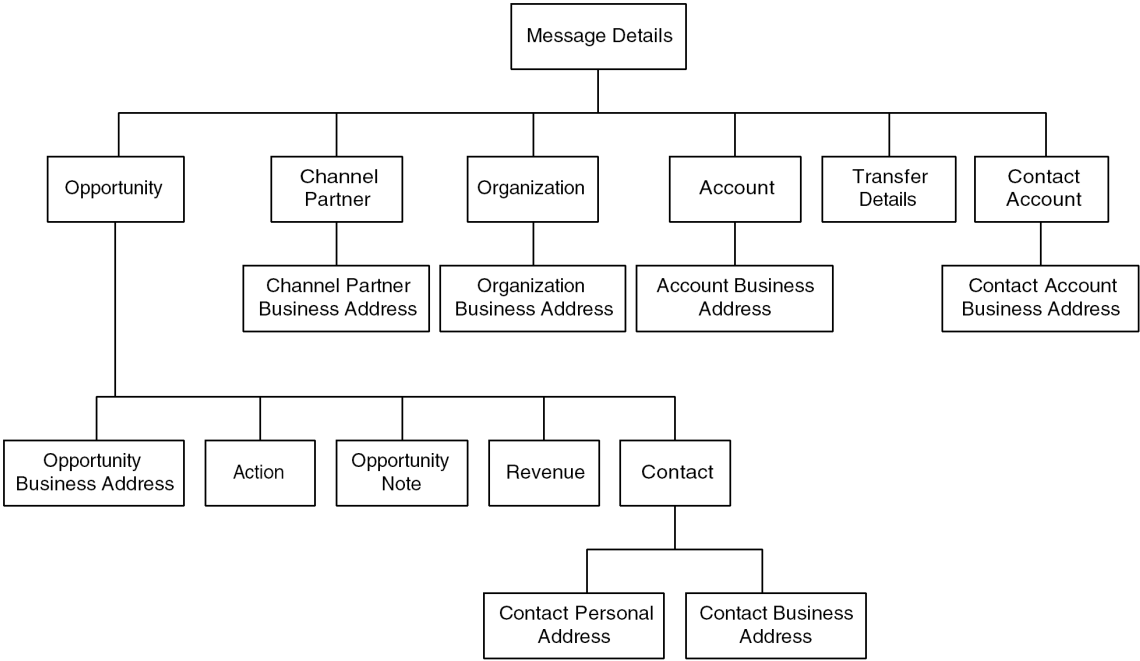 Message Details
Opportunity
Channel
Partner
Organization
Account
Transfer
Details
Contact
Account
Channel Partner
Business Address
Organization
Business Address
Account Business
Address
Contact Account
Business Address
Opportunity
Business Address
Action
Opportunity
Note
Revenue
Contact
Contact Personal
Address
Contact Business
Address